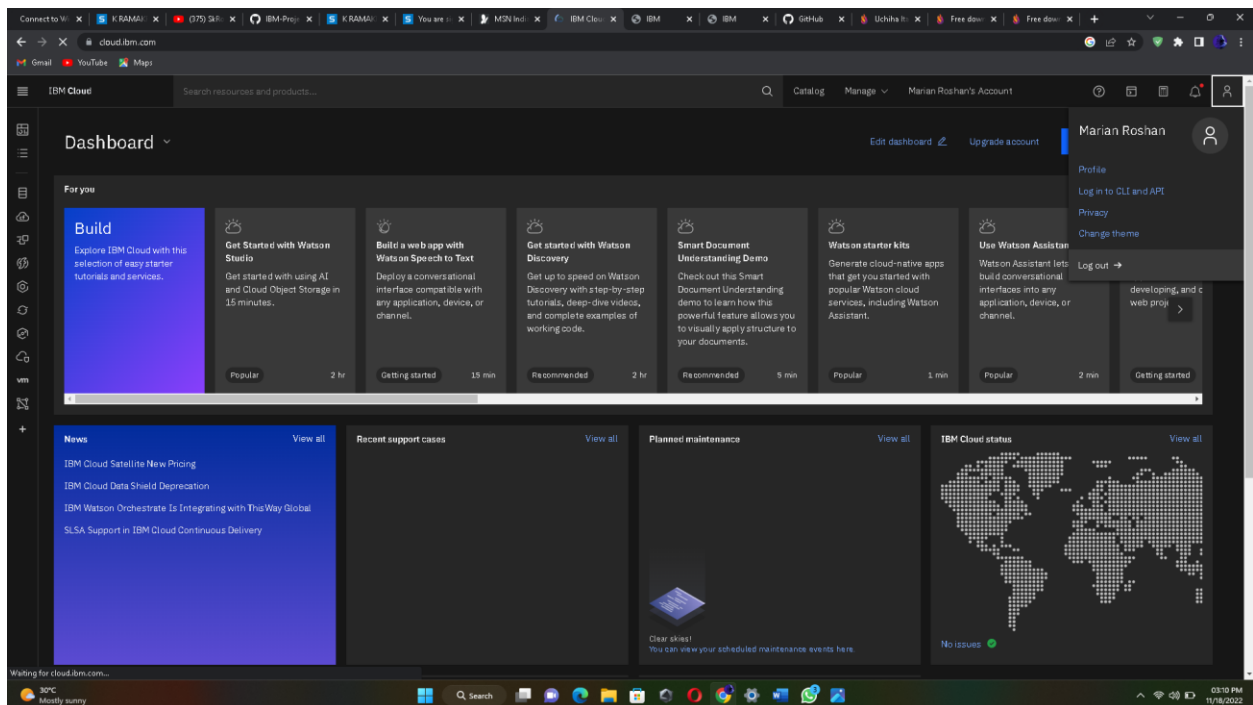 Connect to W
K RAMAK
(375)
IBM-Proje
K RAMAK
You are
MSN Indi
IBM Clou
IBM
IBM
GitHub
Uchiha
Free dow
Free dow
cloud.ibm.com
Gmail
YouTube
Maps
IBM Cloud
Search resources and products...
Catalog
Manage
Marian Roshan's Account
Dashboard
Edit dashboard
Upgrade account
Marian Roshan
Profile
Log in to CLI and API
Privacy
Change theme
Log out →
For you
Build
Explore IBM Cloud with this
selection of easy starter
tutorials and services.
Get Started with Watson
Studio
Get started with using AI
and Cloud Object Storage in
15 minutes.
Popular 2 hr
Build a web app with
Watson Speech to Text
Deploy a conversational
interface compatible with
any application, device, or
channel.
Getting started 15 min
Get started with Watson
Discovery
Get up to speed on Watson
Discovery with step-by-step
tutorials, deep-dive videos,
and complete examples of
working code.
Recommended 2 hr
Smart Document
Understanding Demo
Check out this Smart
Document Understanding
demo to learn how this
powerful feature allows you
to visually apply structure to
your documents.
Recommended 5 min
Watson starter kits
Generate cloud-native apps
that get you started with
popular Watson cloud
services, including Watson
Assistant.
Popular 1 min
Use Watson Assistan
Watson Assistant lets
build conversational
interfaces into any
application, device, or
channel.
Popular 2 min
developing, and c
web proj
Getting started
vm
News View all
IBM Cloud Satellite New Pricing
IBM Cloud Data Shield Deprecation
IBM Watson Orchestrate Is Integrating with ThisWay Global
SLSA Support in IBM Cloud Continuous Delivery
Recent support cases View all
Planned maintenance View all
Clear skies!
You can view your scheduled maintenance events here.
IBM Cloud status View all
No issues
Waiting for cloud.ibm.com...
30°C
Mostly sunny
Search
03:10 PM
11/18/2022